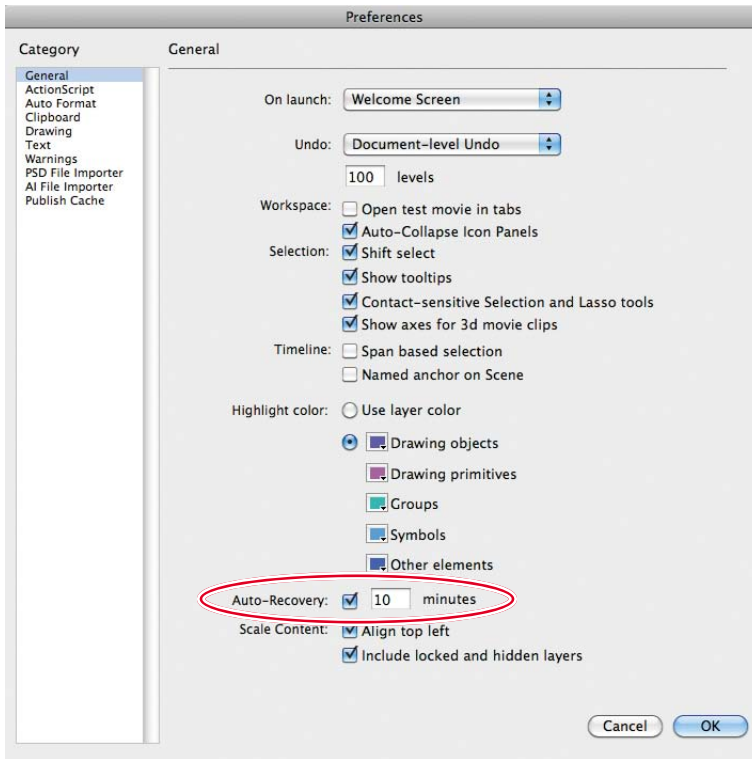 Preferences
Category
General
ActionScript
Auto Format
Clipboard
Drawing
Text
Warnings
PSD File Importer
AI File Importer
Publish Cache
General
On launch: Welcome Screen
Undo: Document-level Undo
100 levels
Workspace: Open test movie in tabs
Auto-Collapse Icon Panels
Selection: Shift select
Show tooltips
Contact-sensitive Selection and Lasso tools
Show axes for 3d movie clips
Timeline: Span based selection
Named anchor on Scene
Highlight color: Use layer color
Drawing objects
Drawing primitives
Groups
Symbols
Other elements
Auto-Recovery: 10 minutes
Scale Content: Align top left
Include locked and hidden layers
Cancel OK